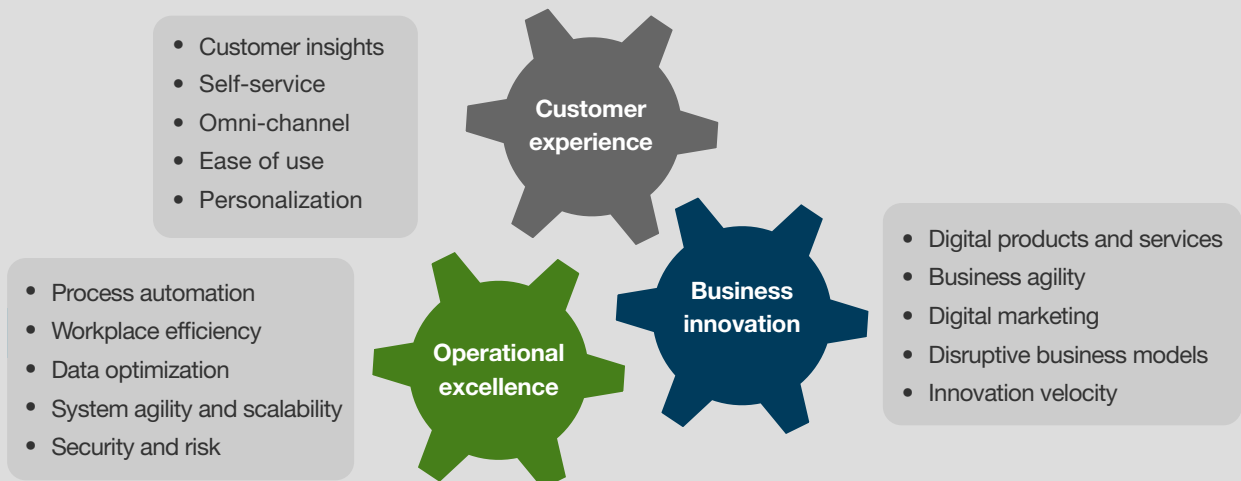 • Customer insights
• Self-service
• Omni-channel
• Ease of use
• Personalization
Customer
experience
• Process automation
• Workplace efficiency
• Data optimization
• System agility and scalability
• Security and risk
Operational
excellence
Business
innovation
• Digital products and services
• Business agility
• Digital marketing
• Disruptive business models
• Innovation velocity